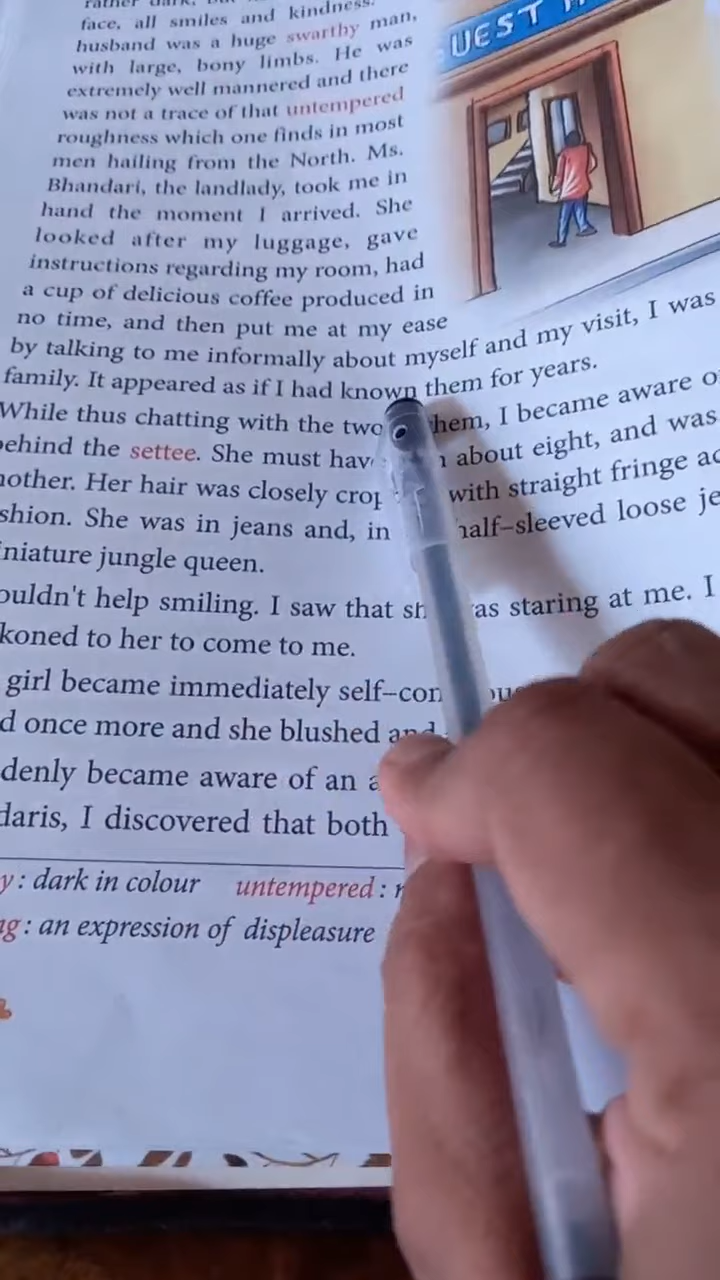 rather dark,
face, all smiles and kindness.
husband was a huge swarthy man,
with large, bony limbs. He was
extremely well mannered and there
was not a trace of that untempered
roughness which one finds in most
men hailing from the North. Ms.
Bhandari, the landlady, took me in
hand the moment I arrived. She
looked after my luggage, gave
instructions regarding my room, had
a cup of delicious coffee produced in
no time, and then put me at my ease
by talking to me informally about myself and my visit, I was
family. It appeared as if I had known them for years.
While thus chatting with the two hem, I became aware o
ehind the settee. She must hav about eight, and was
nother. Her hair was closely crop with straight fringe ac
shion. She was in jeans and, in half-sleeved loose je
niature jungle queen.
ouldn't help smiling. I saw that sh as staring at me. I
koned to her to come to me.
girl became immediately self-con
d once more and she blushed and
denly became aware of an a
daris, I discovered that both
y : dark in colour untempered :
ng : an expression of displeasure
UEST